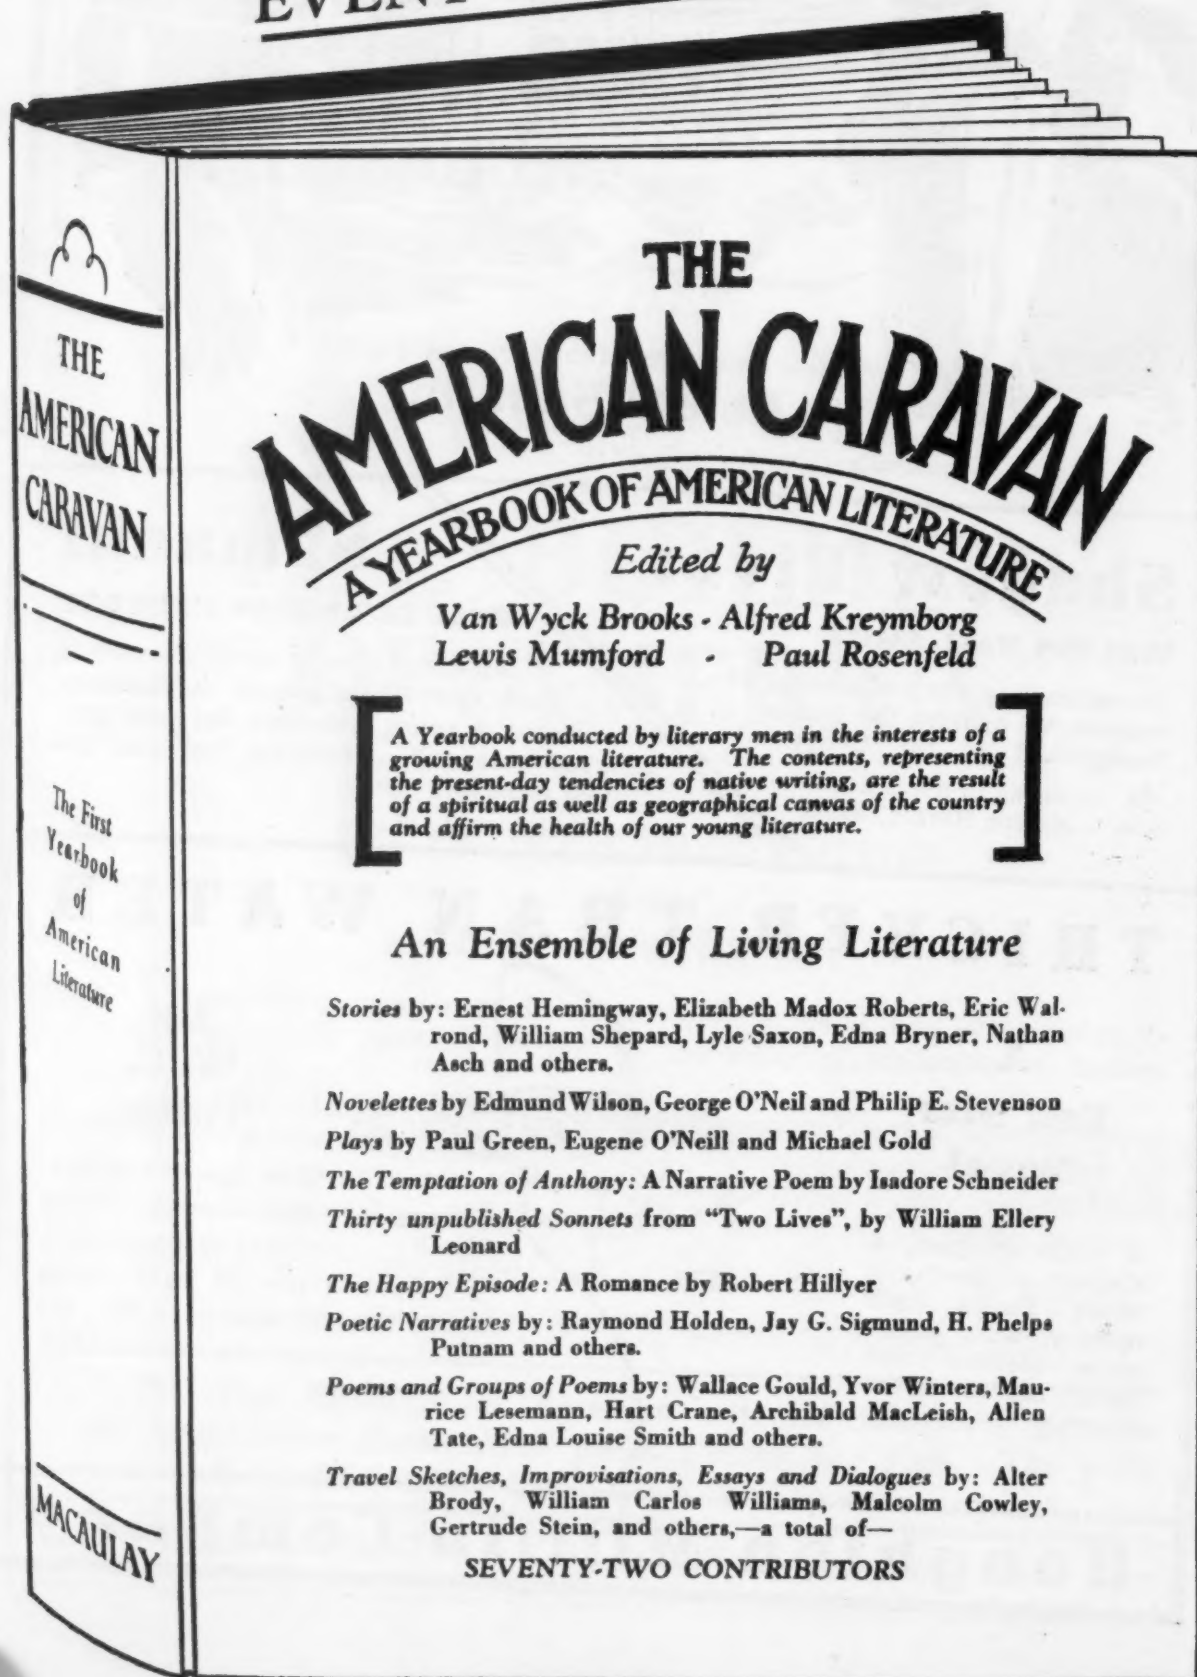 THE
AMERICAN
CARAVAN
The First
Yearbook
of
American
Literature
MACAULAY
THE
AMERICAN CARAVAN
A YEARBOOK OF AMERICAN LITERATURE
Edited by
Van Wyck Brooks - Alfred Kreymborg
Lewis Mumford - Paul Rosenfeld
A Yearbook conducted by literary men in the interests of a
growing American literature. The contents, representing
the present-day tendencies of native writing, are the result
of a spiritual as well as geographical canvas of the country
and affirm the health of our young literature.
An Ensemble of Living Literature
Stories by: Ernest Hemingway, Elizabeth Madox Roberts, Eric Wal-
rond, William Shepard, Lyle Saxon, Edna Bryner, Nathan
Asch and others.
Novelettes by Edmund Wilson, George O'Neil and Philip E. Stevenson
Plays by Paul Green, Eugene O'Neill and Michael Gold
The Temptation of Anthony: A Narrative Poem by Isadore Schneider
Thirty unpublished Sonnets from "Two Lives", by William Ellery
Leonard
The Happy Episode: A Romance by Robert Hillyer
Poetic Narratives by: Raymond Holden, Jay G. Sigmund, H. Phelps
Putnam and others.
Poems and Groups of Poems by: Wallace Gould, Yvor Winters, Mau-
rice Lesemann, Hart Crane, Archibald MacLeish, Allen
Tate, Edna Louise Smith and others.
Travel Sketches, Improvisations, Essays and Dialogues by: Alter
Brody, William Carlos Williams, Malcolm Cowley,
Gertrude Stein, and others,—a total of—
SEVENTY-TWO CONTRIBUTORS